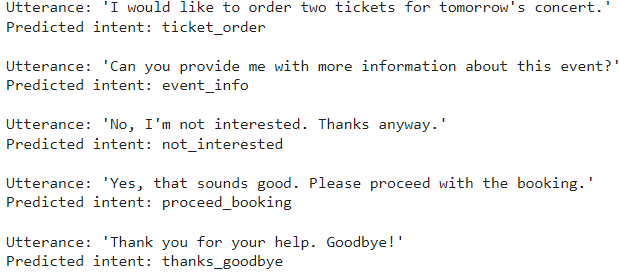 Utterance: 'I would like to order two tickets for tomorrow's concert.'
Predicted intent: ticket_order
Utterance: 'Can you provide me with more information about this event?'
Predicted intent: event_info
Utterance: 'No, I'm not interested. Thanks anyway.'
Predicted intent: not_interested
Utterance: 'Yes, that sounds good. Please proceed with the booking.'
Predicted intent: proceed_booking
Utterance: 'Thank you for your help. Goodbye!'
Predicted intent: thanks_goodbye